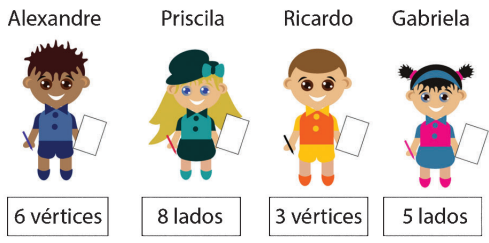 Alexandre Priscila Ricardo Gabriela
6 vértices 8 lados 3 vértices 5 lados